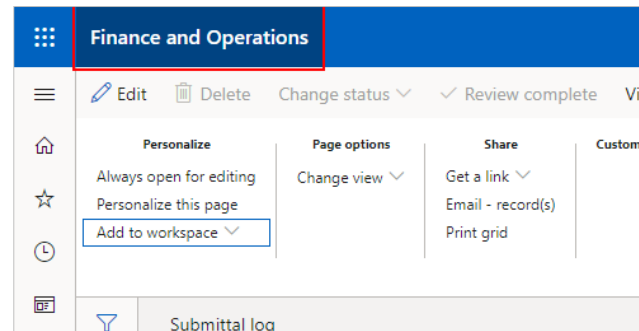 Finance and Operations
Edit Delete Change status Review complete
Personalize Page options Share
Always open for editing Change view Get a link
Personalize this page Email - record(s)
Add to workspace Print grid
Submittal log